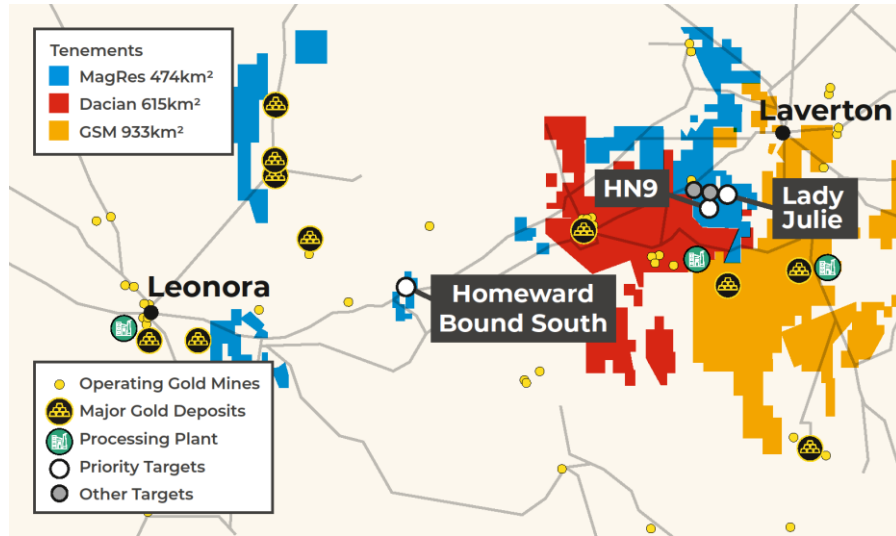 Tenements
MagRes 474km²
Dacian 615km²
GSM 933km²
Laverton
HN9
Lady
Julie
Leonora
Homeward
Bound South
Operating Gold Mines
Major Gold Deposits
Processing Plant
Priority Targets
Other Targets